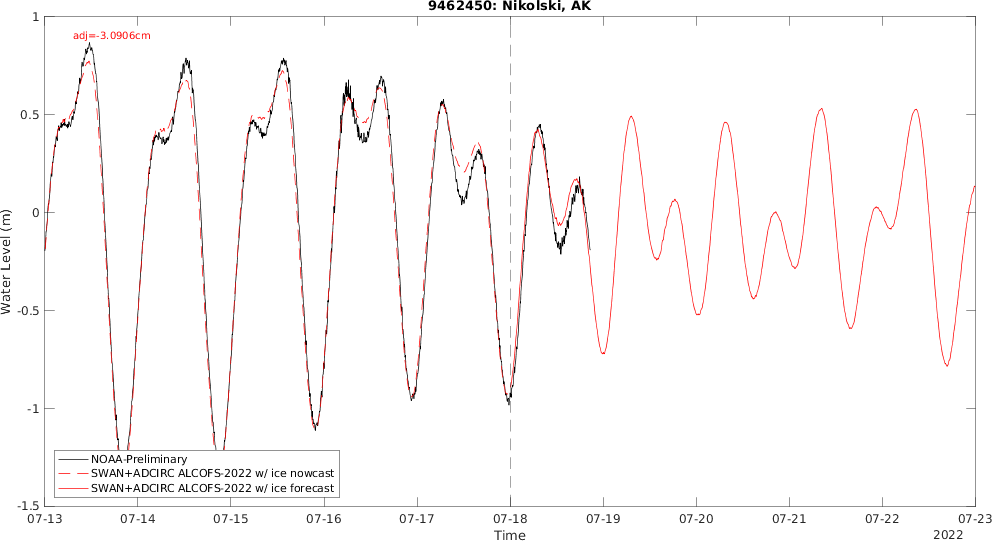 9462450: Nikolski, AK
adj=-3.0906cm
1
0.5
0
-0.5
-1
-1.5
Water Level (m)
NOAA-Preliminary
SWAN+ADCIRC ALCOFS-2022 w/ ice nowcast
SWAN+ADCIRC ALCOFS-2022 w/ ice forecast
07-13 07-14 07-15 07-16 07-17 07-18 07-19 07-20 07-21 07-22 07-23
Time
2022